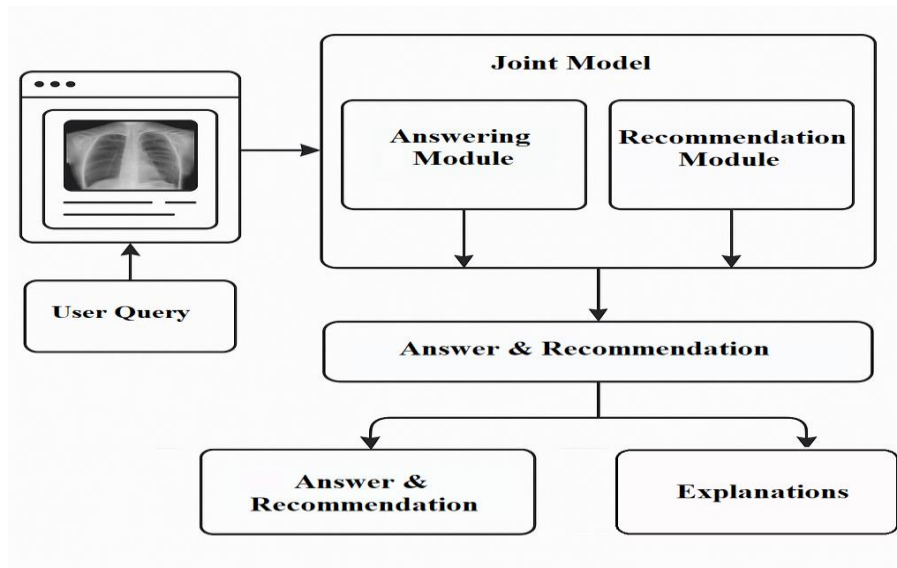 Joint Model
Answering
Module
Recommendation
Module
User Query
Answer & Recommendation
Answer &
Recommendation
Explanations